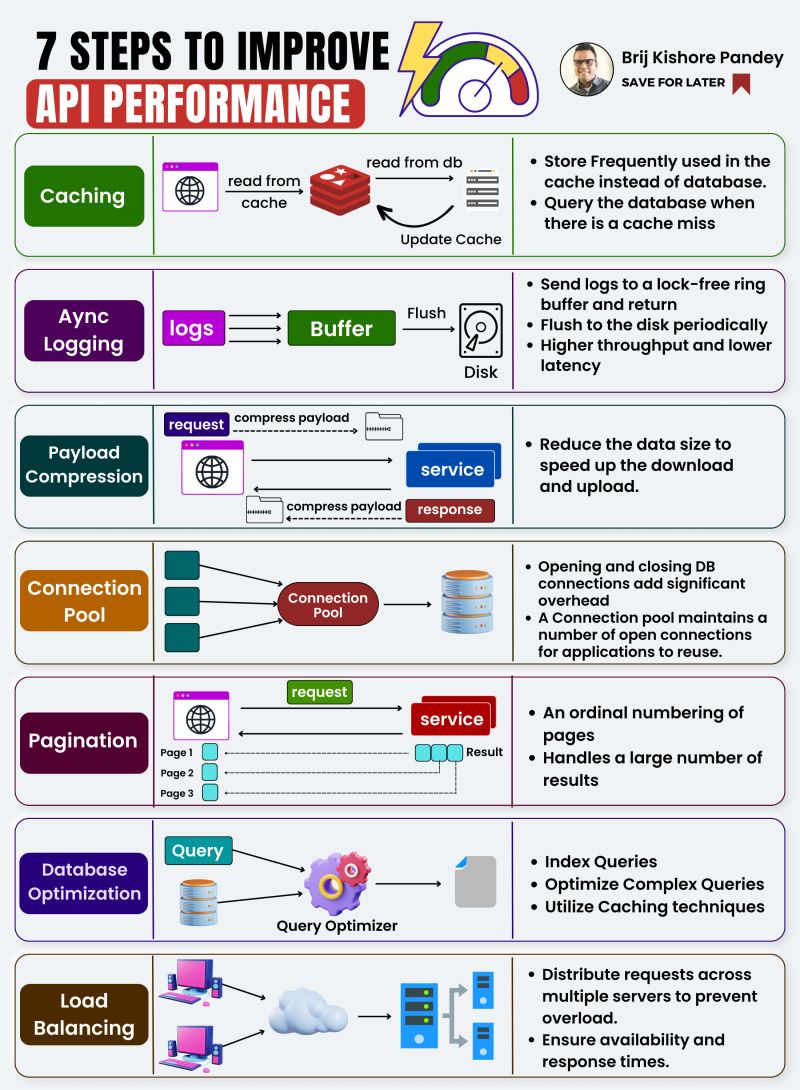 7 STEPS TO IMPROVE
API PERFORMANCE
Brij Kishore Pandey
SAVE FOR LATER
Caching
read from
cache
read from db
Update Cache
• Store Frequently used in the
cache instead of database.
• Query the database when
there is a cache miss
Aync
Logging
logs
Buffer
Flush
Disk
• Send logs to a lock-free ring
buffer and return
• Flush to the disk periodically
• Higher throughput and lower
latency
Payload
Compression
request
compress payload
service
compress payload
response
• Reduce the data size to
speed up the download
and upload.
Connection
Pool
Connection
Pool
• Opening and closing DB
connections add significant
overhead
• A Connection pool maintains a
number of open connections
for applications to reuse.
Pagination
request
service
Page 1
Result
Page 2
Page 3
• An ordinal numbering of
pages
• Handles a large number of
results
Database
Optimization
Query
Query Optimizer
• Index Queries
• Optimize Complex Queries
• Utilize Caching techniques
Load
Balancing
• Distribute requests across
multiple servers to prevent
overload.
• Ensure availability and
response times.